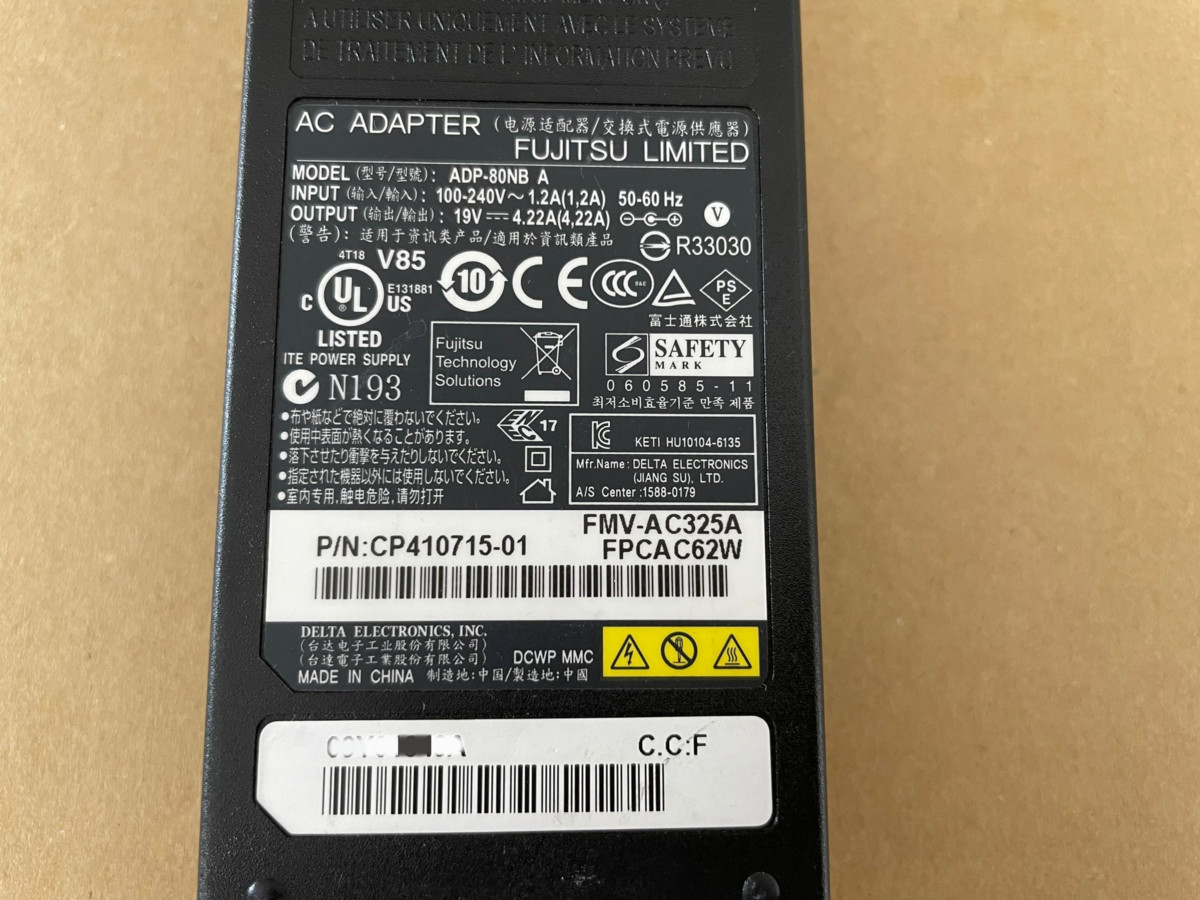 A UTILISER UNIQUEMENT AVEC LE SYSTEME
DE TRAITEMENT DE L'INFORMATION PREVU
AC ADAPTER (电源适配器/交換式電源供應器)
FUJITSU LIMITED
MODEL (型号/型號): ADP-80NB A
INPUT (输入/輸入): 100-240V～1.2A(1,2A) 50-60 Hz
OUTPUT (输出/輸出): 19V⎓4.22A(4,22A)
V
(警告): 适用于资讯类产品/適用於資訊類產品
R33030
4T18 V85
10
CE
CCC S&E
PS E
C UL ® US E131881
LISTED
富士通株式会社
ITE POWER SUPPLY
Fujitsu
Technology
Solutions
SAFETY
MARK
060585-11
N193
최저소비효율기준 만족 제품
•布や紙などで絶対に覆わないでください。
•使用中表面が熱くなることがあります。
•落下させたり衝撃を与えたりしないでください。
•指定された機器以外には使用しないでください。
•室内专用,触电危险,请勿打开
17
KC
KETI HU10104-6135
Mfr.Name: DELTA ELECTRONICS
(JIANG SU), LTD.
A/S Center :1588-0179
FMV-AC325A
P/N:CP410715-01
FPCAC62W
DELTA ELECTRONICS, INC.
(台达电子工业股份有限公司)
(台達電子工業股份有限公司)
DCWP MMC
MADE IN CHINA 制造地:中国/製造地:中國
C.C:F